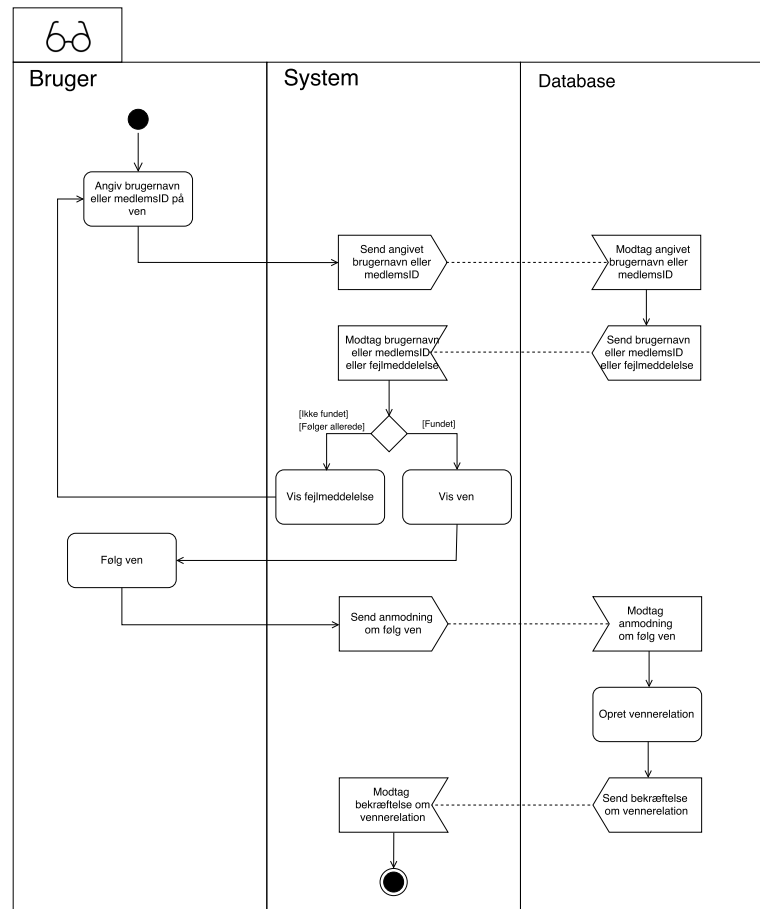 Bruger
System
Database
Angiv brugernavn
eller medlemsID på
ven
Send angivet
brugernavn eller
medlemsID
Modtag angivet
brugernavn eller
medlemsID
Modtag brugernavn
eller medlemsID
eller fejlmeddelelse
Send brugernavn
eller medlemsID
eller fejlmeddelelse
[Ikke fundet]
[Følger allerede]
[Fundet]
Vis fejlmeddelelse
Vis ven
Følg ven
Send anmodning
om følg ven
Modtag
anmodning
om følg ven
Opret vennerelation
Modtag
bekræftelse om
vennerelation
Send bekræftelse
om vennerelation